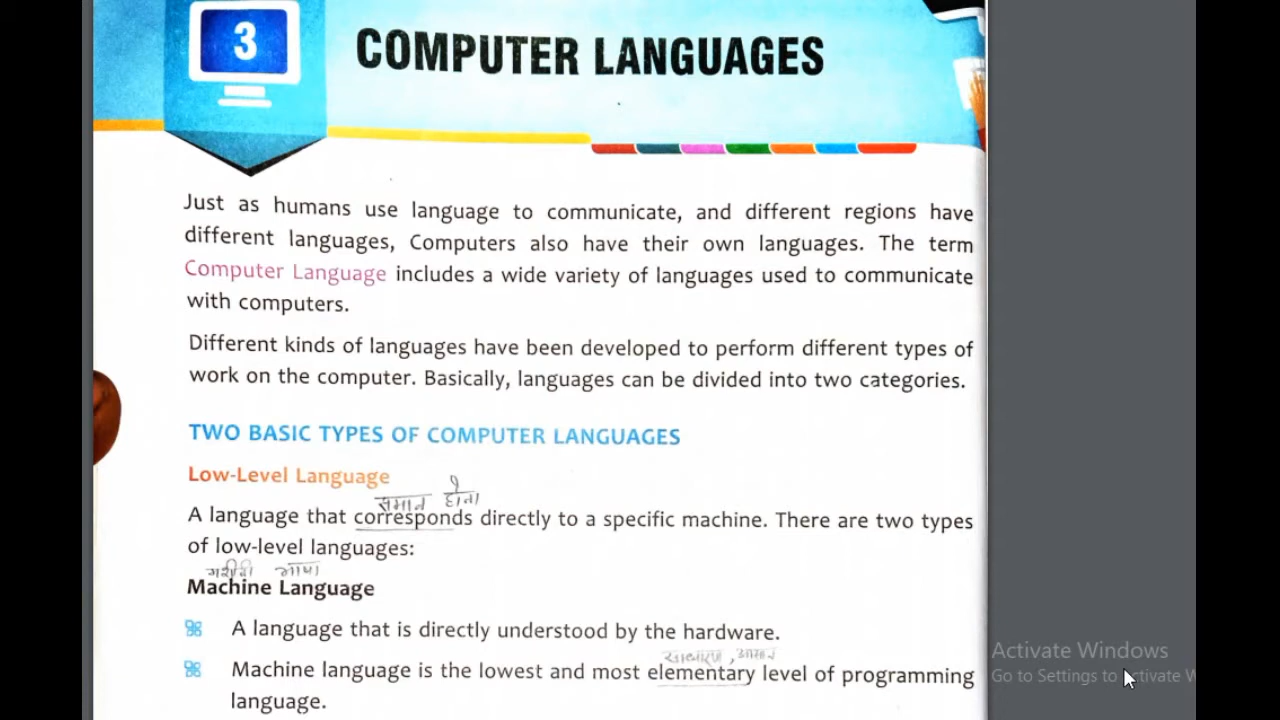 3
COMPUTER LANGUAGES
Just as humans use language to communicate, and different regions have
different languages, Computers also have their own languages. The term
Computer Language includes a wide variety of languages used to communicate
with computers.
Different kinds of languages have been developed to perform different types of
work on the computer. Basically, languages can be divided into two categories.
TWO BASIC TYPES OF COMPUTER LANGUAGES
Low-Level Language
समान होना
A language that corresponds directly to a specific machine. There are two types
of low-level languages:
भाषा
Machine Language
A language that is directly understood by the hardware.
साधारण, आसान
Machine language is the lowest and most elementary level of programming
language.
Activate Windows
Go to Settings to activate W